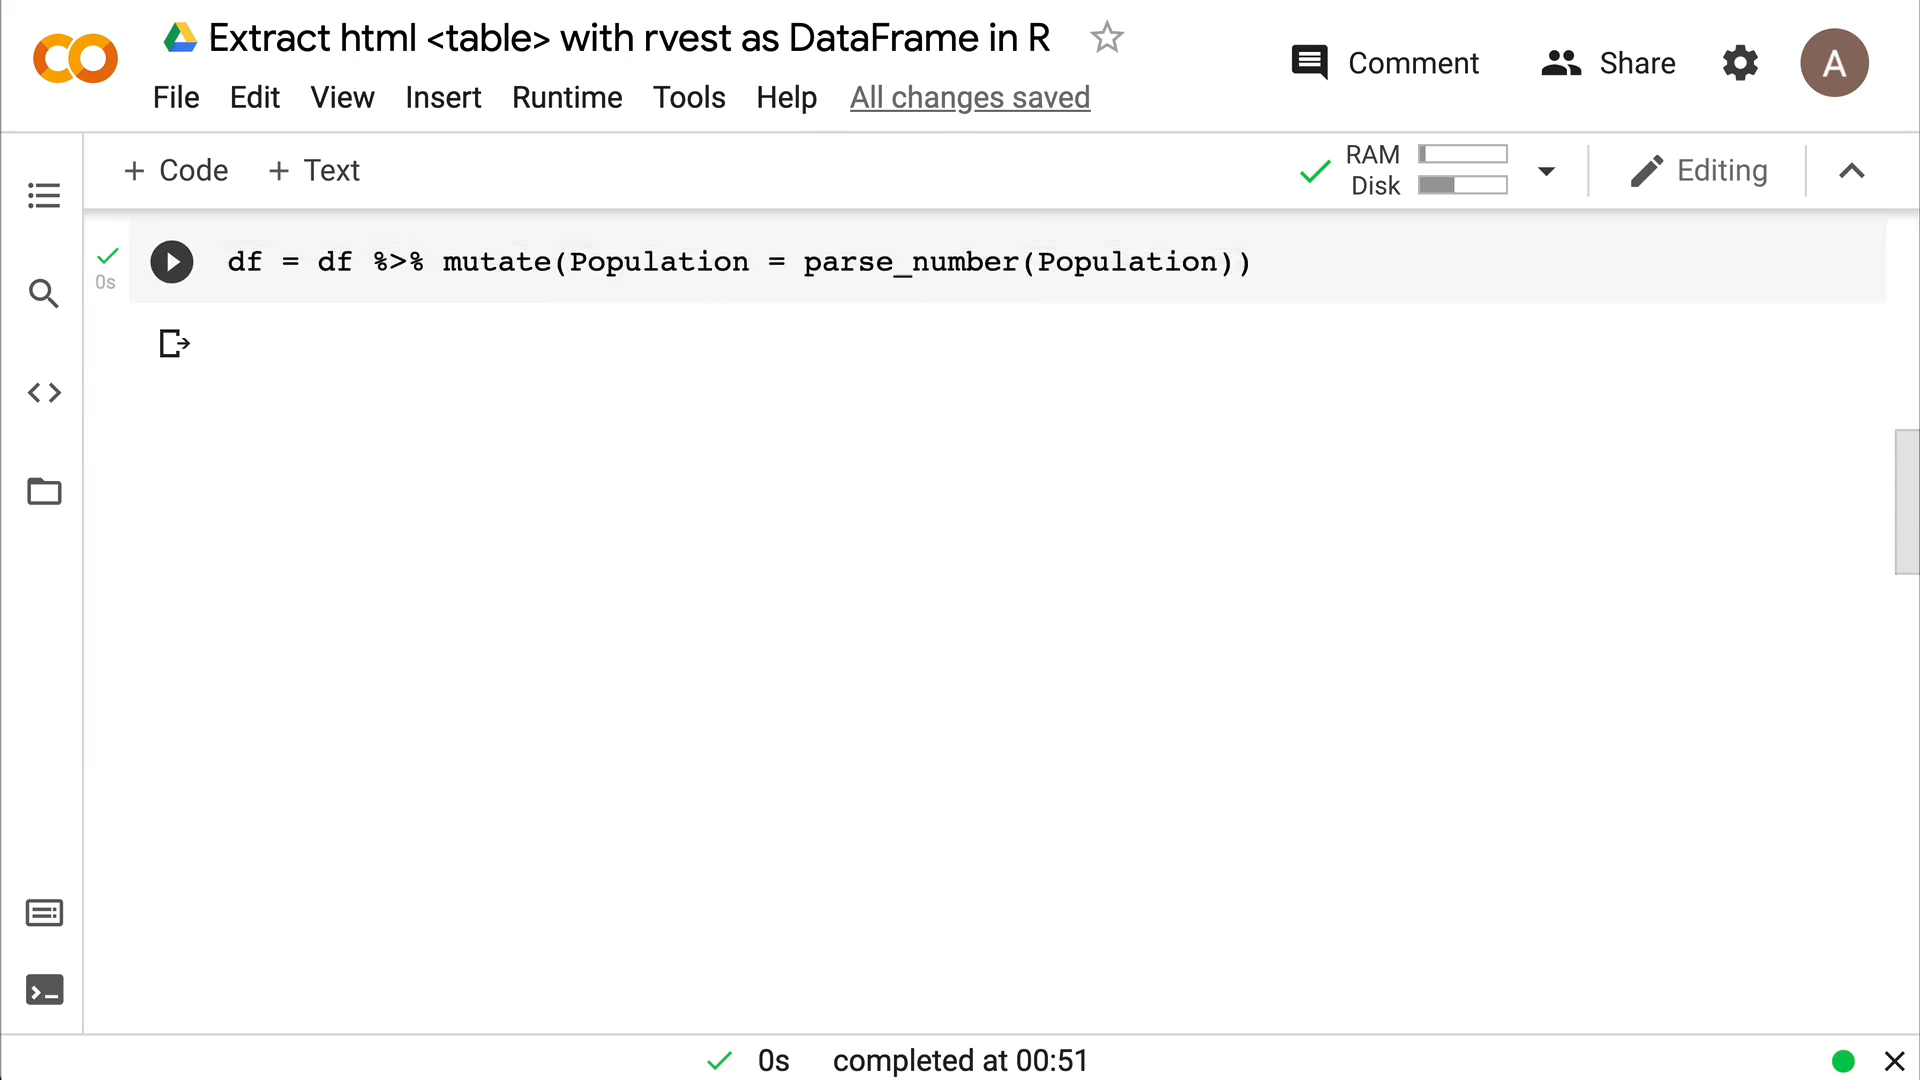 Extract html <table> with rvest as DataFrame in R
Comment
Share
A
File Edit View Insert Runtime Tools Help All changes saved
+ Code + Text
RAM
Disk
Editing
0s
df = df %>% mutate(Population = parse_number(Population))
0s completed at 00:51